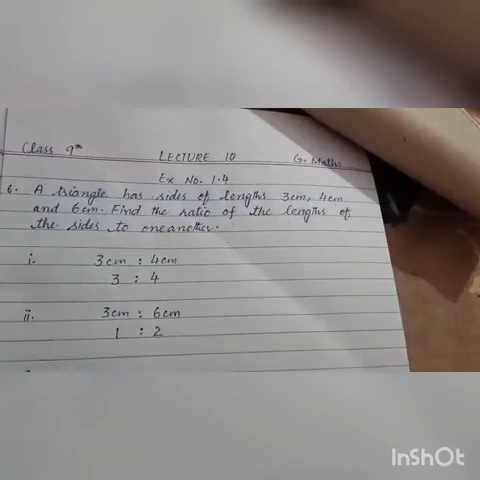 Class 9th LECTURE 10 G. Maths
Ex No. 1.4
6. A triangle has sides of lengths 3cm, 4cm
and 6cm. Find the ratio of the lengths of
the sides to oneanother.
i. 3cm : 4cm
3 : 4
ii. 3cm : 6cm
1 : 2
InShOt